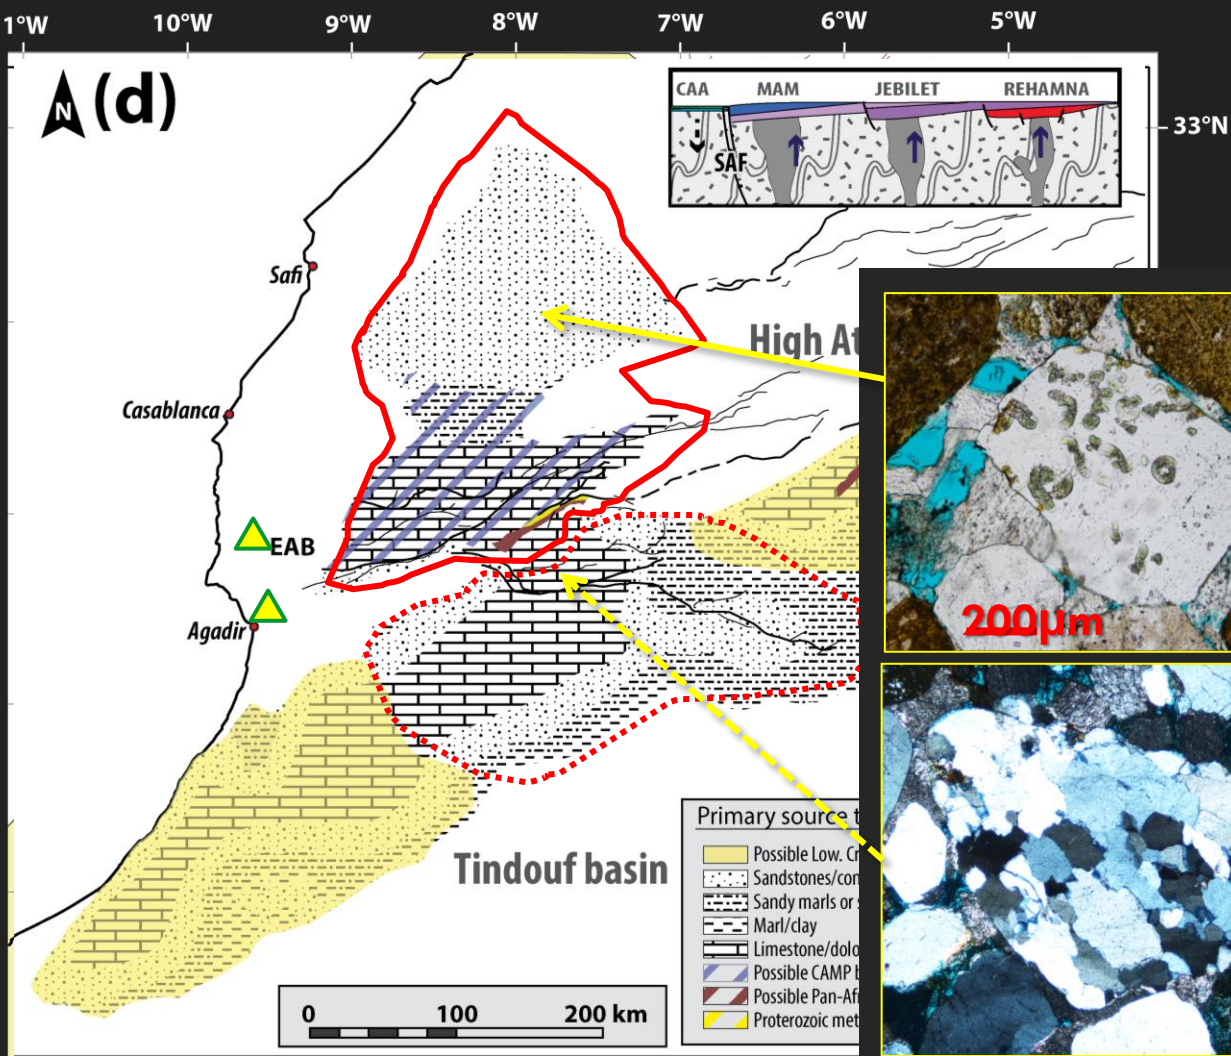 1°W 10°W 9°W 8°W 7°W 6°W 5°W
N (d)
CAA MAM JEBILET REHAMNA
SAF
33°N
Safi
High At
Casablanca
EAB
Agadir
200µm
Tindouf basin
Primary source t
Possible Low. Cr
Sandstones/con
Sandy marls or s
Marl/clay
Limestone/dolo
Possible CAMP b
Possible Pan-Afr
Proterozoic met
0 100 200 km